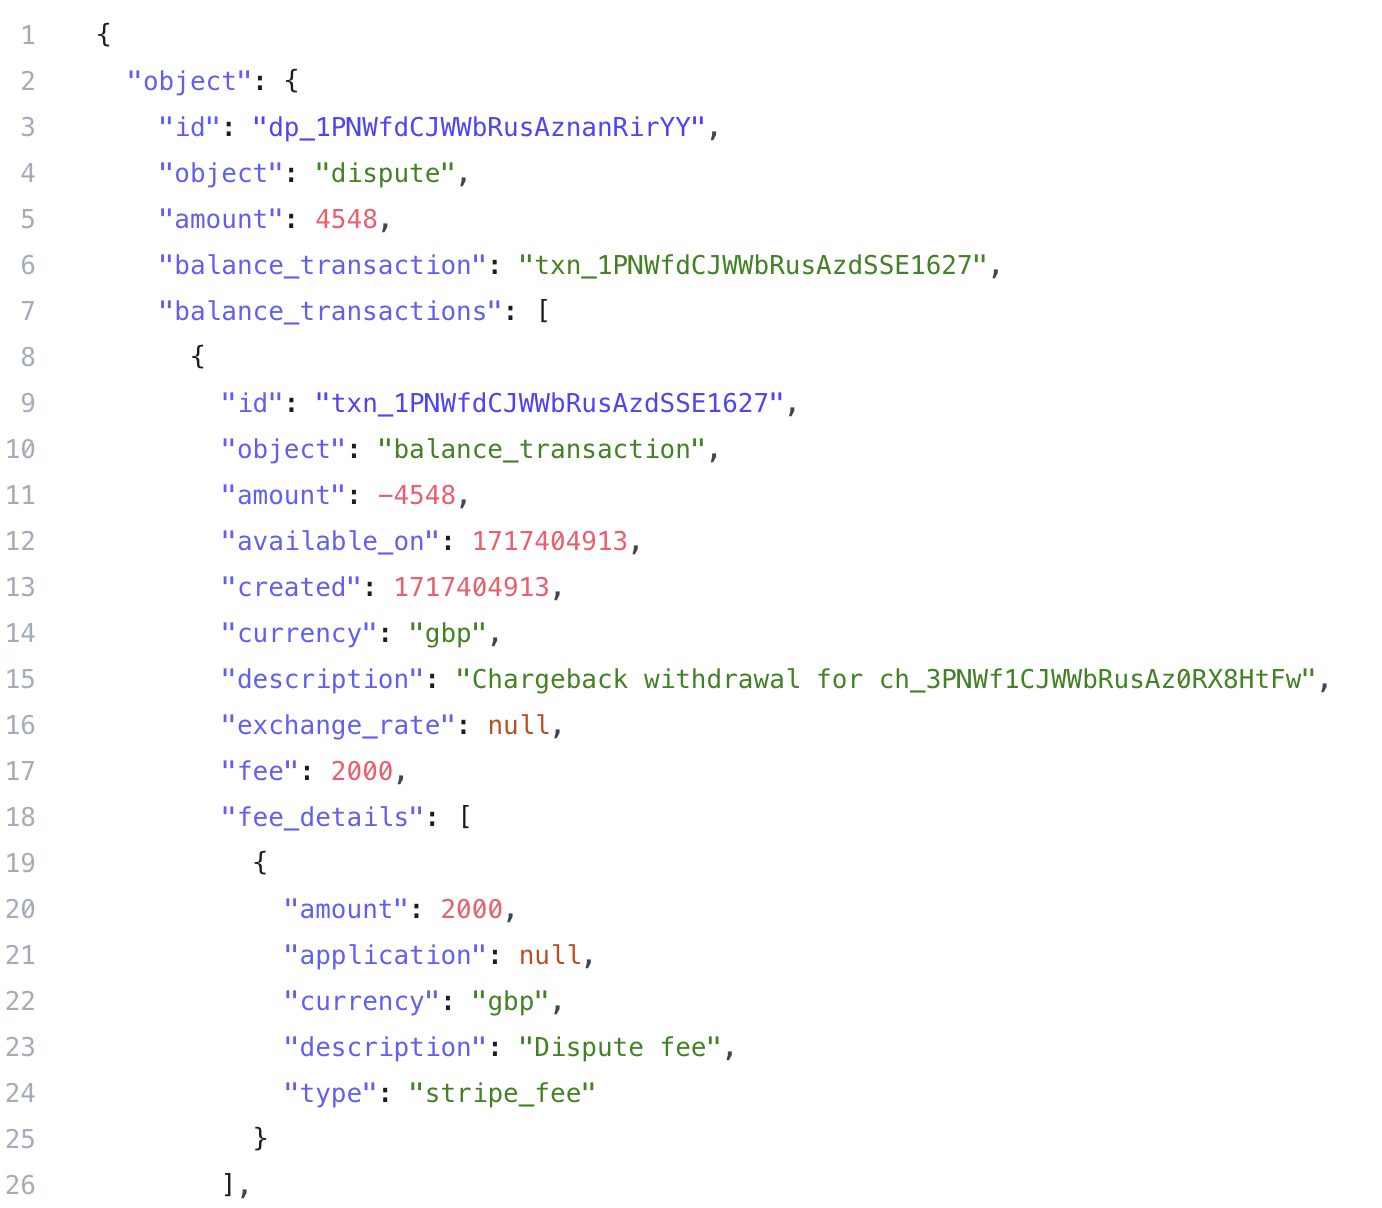 1 {
2 "object": {
3 "id": "dp_1PNWfdCJWWbRusAznanRirYY",
4 "object": "dispute",
5 "amount": 4548,
6 "balance_transaction": "txn_1PNWfdCJWWbRusAzdSSE1627",
7 "balance_transactions": [
8 {
9 "id": "txn_1PNWfdCJWWbRusAzdSSE1627",
10 "object": "balance_transaction",
11 "amount": -4548,
12 "available_on": 1717404913,
13 "created": 1717404913,
14 "currency": "gbp",
15 "description": "Chargeback withdrawal for ch_3PNWf1CJWWbRusAz0RX8HtFw",
16 "exchange_rate": null,
17 "fee": 2000,
18 "fee_details": [
19 {
20 "amount": 2000,
21 "application": null,
22 "currency": "gbp",
23 "description": "Dispute fee",
24 "type": "stripe_fee"
25 }
26 ],